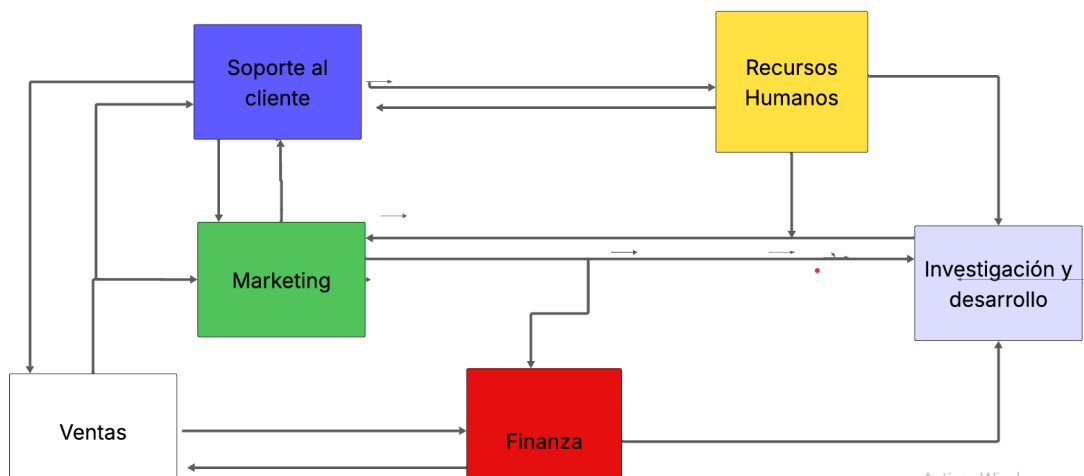 Soporte al
cliente
Recursos
Humanos
Marketing
Investigación y
desarrollo
Ventas
Finanza